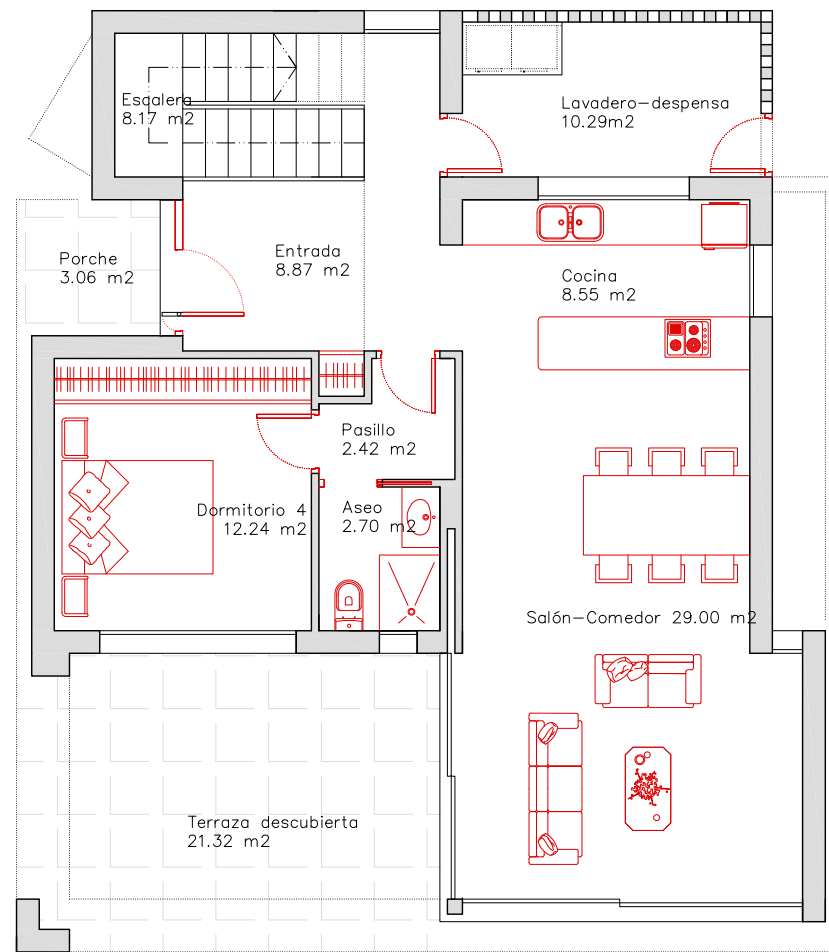 Escalera
8.17 m2
Lavadero-despensa
10.29m2
Porche
3.06 m2
Entrada
8.87 m2
Cocina
8.55 m2
Pasillo
2.42 m2
Dormitorio 4
12.24 m2
Aseo
2.70 m2
Salón-Comedor 29.00 m2
Terraza descubierta
21.32 m2